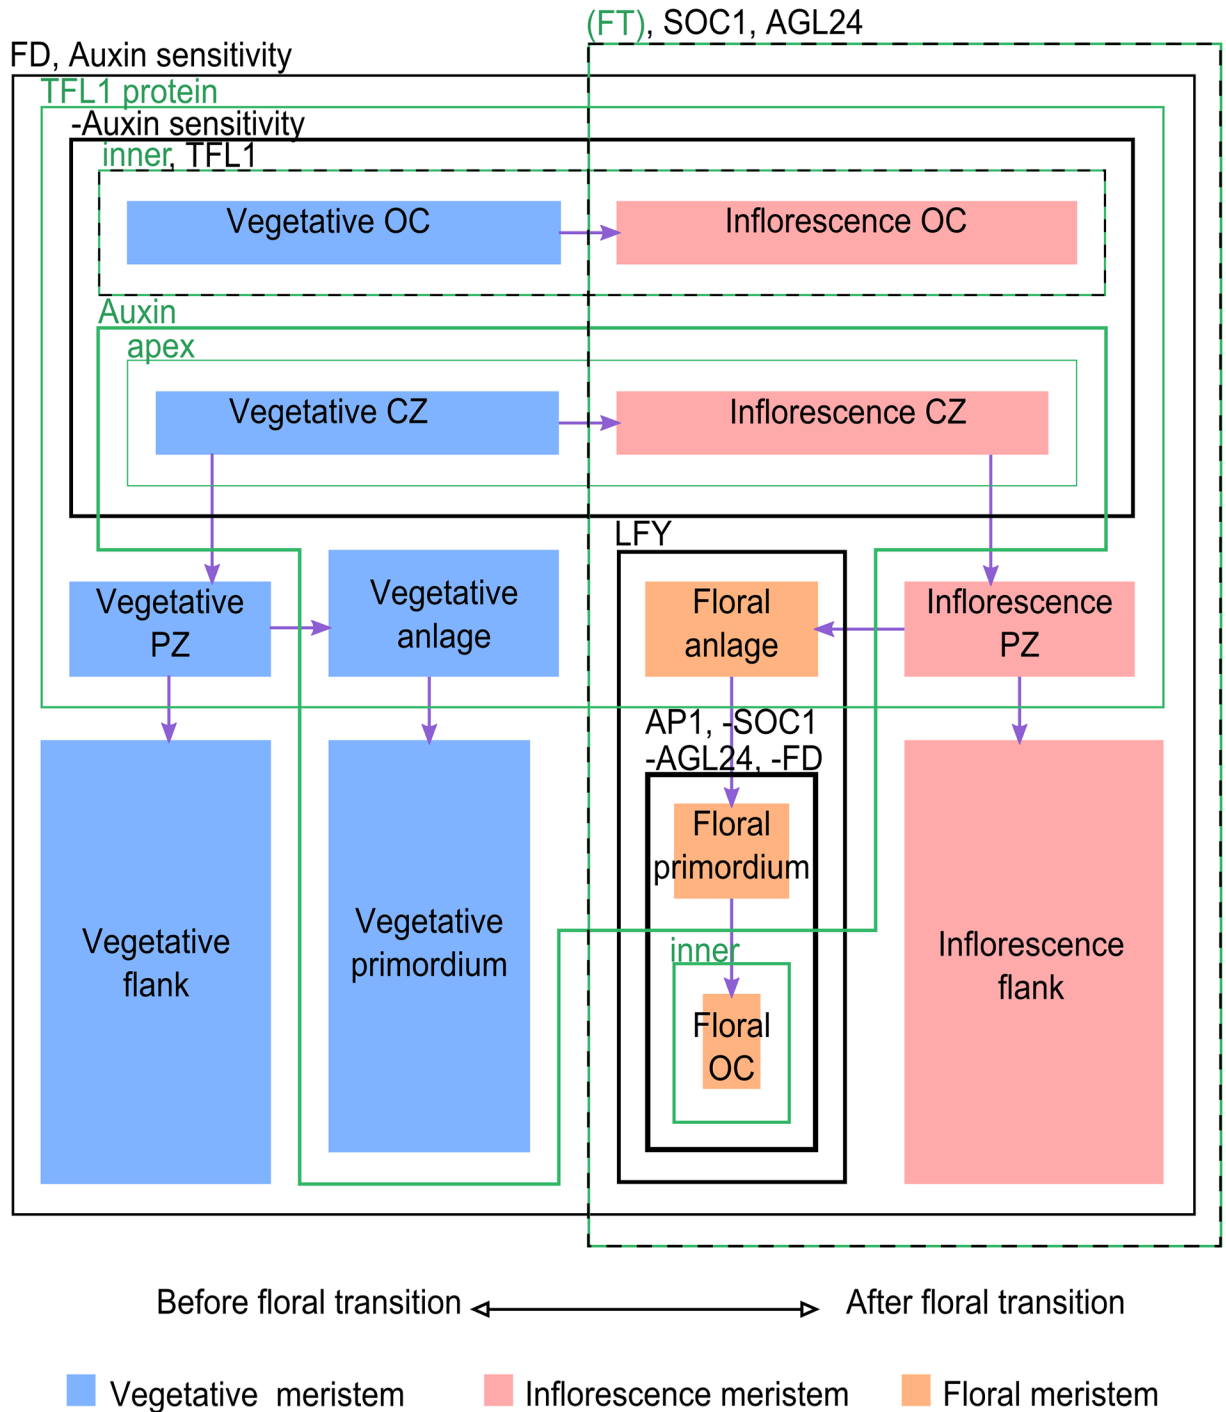 (FT), SOC1, AGL24
FD, Auxin sensitivity
TFL1 protein
-Auxin sensitivity
inner, TFL1
Vegetative OC
Inflorescence OC
Auxin
apex
Vegetative CZ
Inflorescence CZ
LFY
Vegetative
PZ
Vegetative
anlage
Floral
anlage
Inflorescence
PZ
AP1, -SOC1
-AGL24, -FD
Floral
primordium
Vegetative
flank
Vegetative
primordium
inner
Floral
OC
Inflorescence
flank
Before floral transition
After floral transition
Vegetative meristem
Inflorescence meristem
Floral meristem